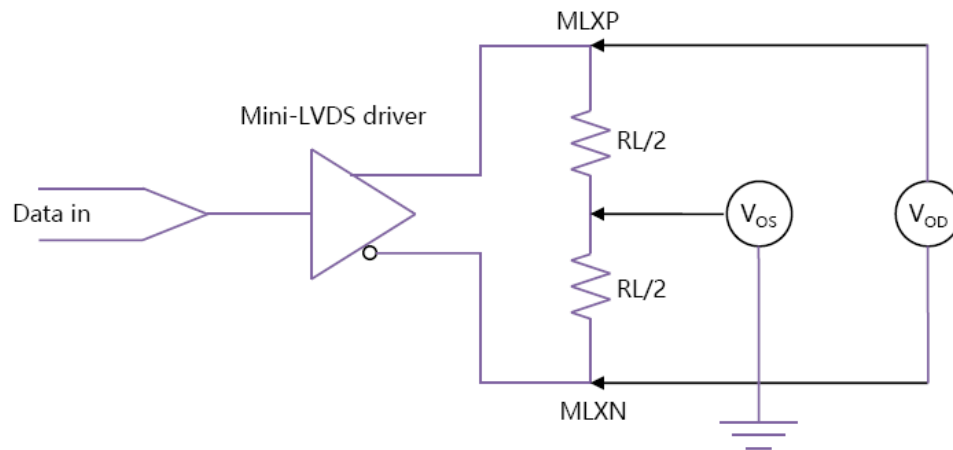 MLXP
Mini-LVDS driver
RL/2
Data in
VOS
VOD
RL/2
MLXN